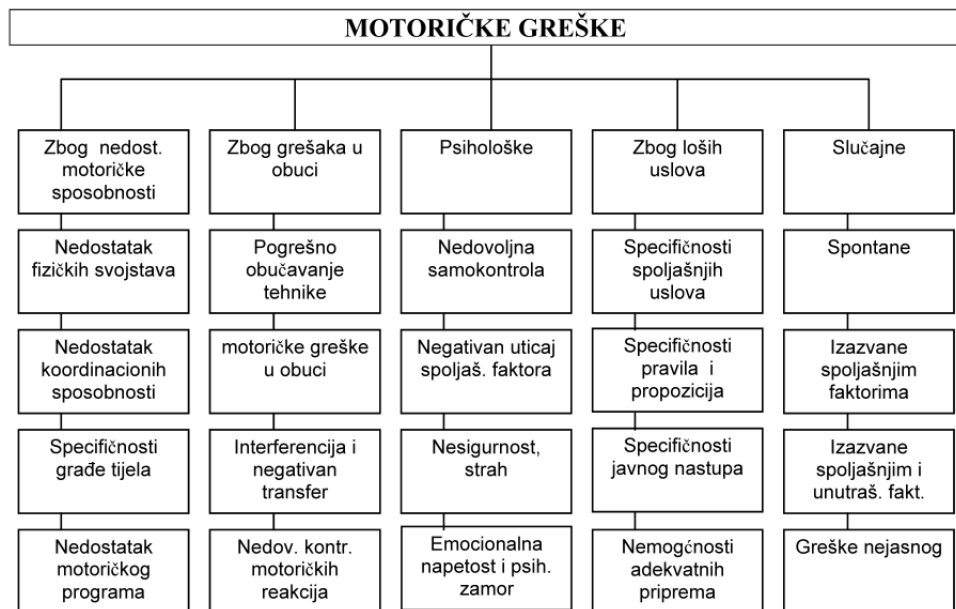 MOTORIČKE GREŠKE
Zbog nedost.
motoričke
sposobnosti
Nedostatak
fizičkih svojstava
Nedostatak
koordinacionih
sposobnosti
Specifičnosti
građe tijela
Nedostatak
motoričkog
programa
Zbog grešaka u
obuci
Pogrešno
obučavanje
tehnike
motoričke greške
u obuci
Interferencija i
negativan
transfer
Nedov. kontr.
motoričkih
reakcija
Psihološke
Nedovoljna
samokontrola
Negativan uticaj
spoljaš. faktora
Nesigurnost,
strah
Emocionalna
napetost i psih.
zamor
Zbog loših
uslova
Specifičnosti
spoljašnjih
uslova
Specifičnosti
pravila i
propozicija
Specifičnosti
javnog nastupa
Nemogćnosti
adekvatnih
priprema
Slučajne
Spontane
Izazvane
spoljašnjim
faktorima
Izazvane
spoljašnjim i
unutraš. fakt.
Greške nejasnog